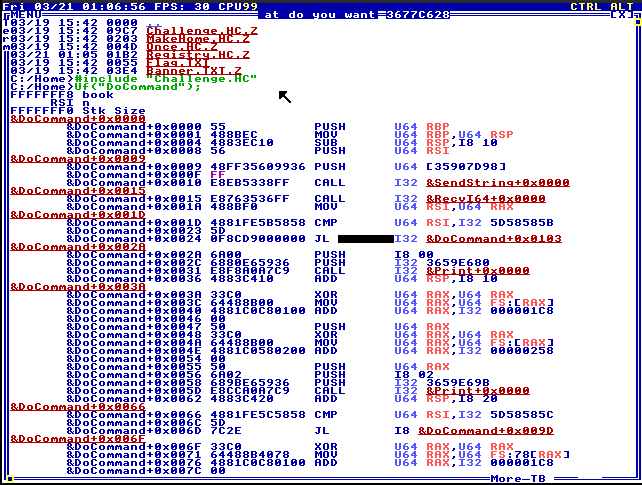 Fri 03/21 01:06:56 FPS: 30 CPU99 CTRL ALT
MENU at do you want =3677C628 [X]
T03/19 15:42 0000 ..
e03/19 15:42 09C7 Challenge.HC.Z
r03/19 15:42 0203 MakeHome.HC.Z
m03/19 15:42 004D Once.HC.Z
03/21 01:05 01B2 Registry.HC.Z
03/19 15:42 0055 Flag.TXT
03/19 15:42 03E4 Banner.TXT.Z
C:/Home>#include "Challenge.HC"
C:/Home>Uf("DoCommand");
FFFFFFF8 book
RSI n
FFFFFFF0 Stk Size
&DoCommand+0x0000
&DoCommand+0x0000 55 PUSH U64 RBP
&DoCommand+0x0001 488BEC MOV U64 RBP,U64 RSP
&DoCommand+0x0004 4883EC10 SUB U64 RSP,I8 10
&DoCommand+0x0008 56 PUSH U64 RSI
&DoCommand+0x0009
&DoCommand+0x0009 48FF35609936 PUSH U64 [35907D98]
&DoCommand+0x000F FF
&DoCommand+0x0010 E8EB5338FF CALL I32 &SendString+0x0000
&DoCommand+0x0015
&DoCommand+0x0015 E8763536FF CALL I32 &RecvI64+0x0000
&DoCommand+0x001A 488BF0 MOV U64 RSI,U64 RAX
&DoCommand+0x001D
&DoCommand+0x001D 4881FE5B5858 CMP U64 RSI,I32 5D58585B
&DoCommand+0x0023 5D
&DoCommand+0x0024 0F8CD9000000 JL I32 &DoCommand+0x0103
&DoCommand+0x002A
&DoCommand+0x002A 6A00 PUSH I8 00
&DoCommand+0x002C 6880E65936 PUSH I32 3659E680
&DoCommand+0x0031 E8F8A0A7C9 CALL I32 &Print+0x0000
&DoCommand+0x0036 4883C410 ADD U64 RSP,I8 10
&DoCommand+0x003A
&DoCommand+0x003A 33C0 XOR U64 RAX,U64 RAX
&DoCommand+0x003C 64488B00 MOV U64 RAX,U64 FS:[RAX]
&DoCommand+0x0040 4881C0C80100 ADD U64 RAX,I32 000001C8
&DoCommand+0x0046 00
&DoCommand+0x0047 50 PUSH U64 RAX
&DoCommand+0x0048 33C0 XOR U64 RAX,U64 RAX
&DoCommand+0x004A 64488B00 MOV U64 RAX,U64 FS:[RAX]
&DoCommand+0x004E 4881C0580200 ADD U64 RAX,I32 00000258
&DoCommand+0x0054 00
&DoCommand+0x0055 50 PUSH U64 RAX
&DoCommand+0x0056 6A02 PUSH I8 02
&DoCommand+0x0058 689BE65936 PUSH I32 3659E69B
&DoCommand+0x005D E8CCA0A7C9 CALL I32 &Print+0x0000
&DoCommand+0x0062 4883C420 ADD U64 RSP,I8 20
&DoCommand+0x0066
&DoCommand+0x0066 4881FE5C5858 CMP U64 RSI,I32 5D58585C
&DoCommand+0x006C 5D
&DoCommand+0x006D 7C2E JL I8 &DoCommand+0x009D
&DoCommand+0x006F
&DoCommand+0x006F 33C0 XOR U64 RAX,U64 RAX
&DoCommand+0x0071 64488B4078 MOV U64 RAX,U64 FS:78[RAX]
&DoCommand+0x0076 4881C0C80100 ADD U64 RAX,I32 000001C8
&DoCommand+0x007C 00
More-TB